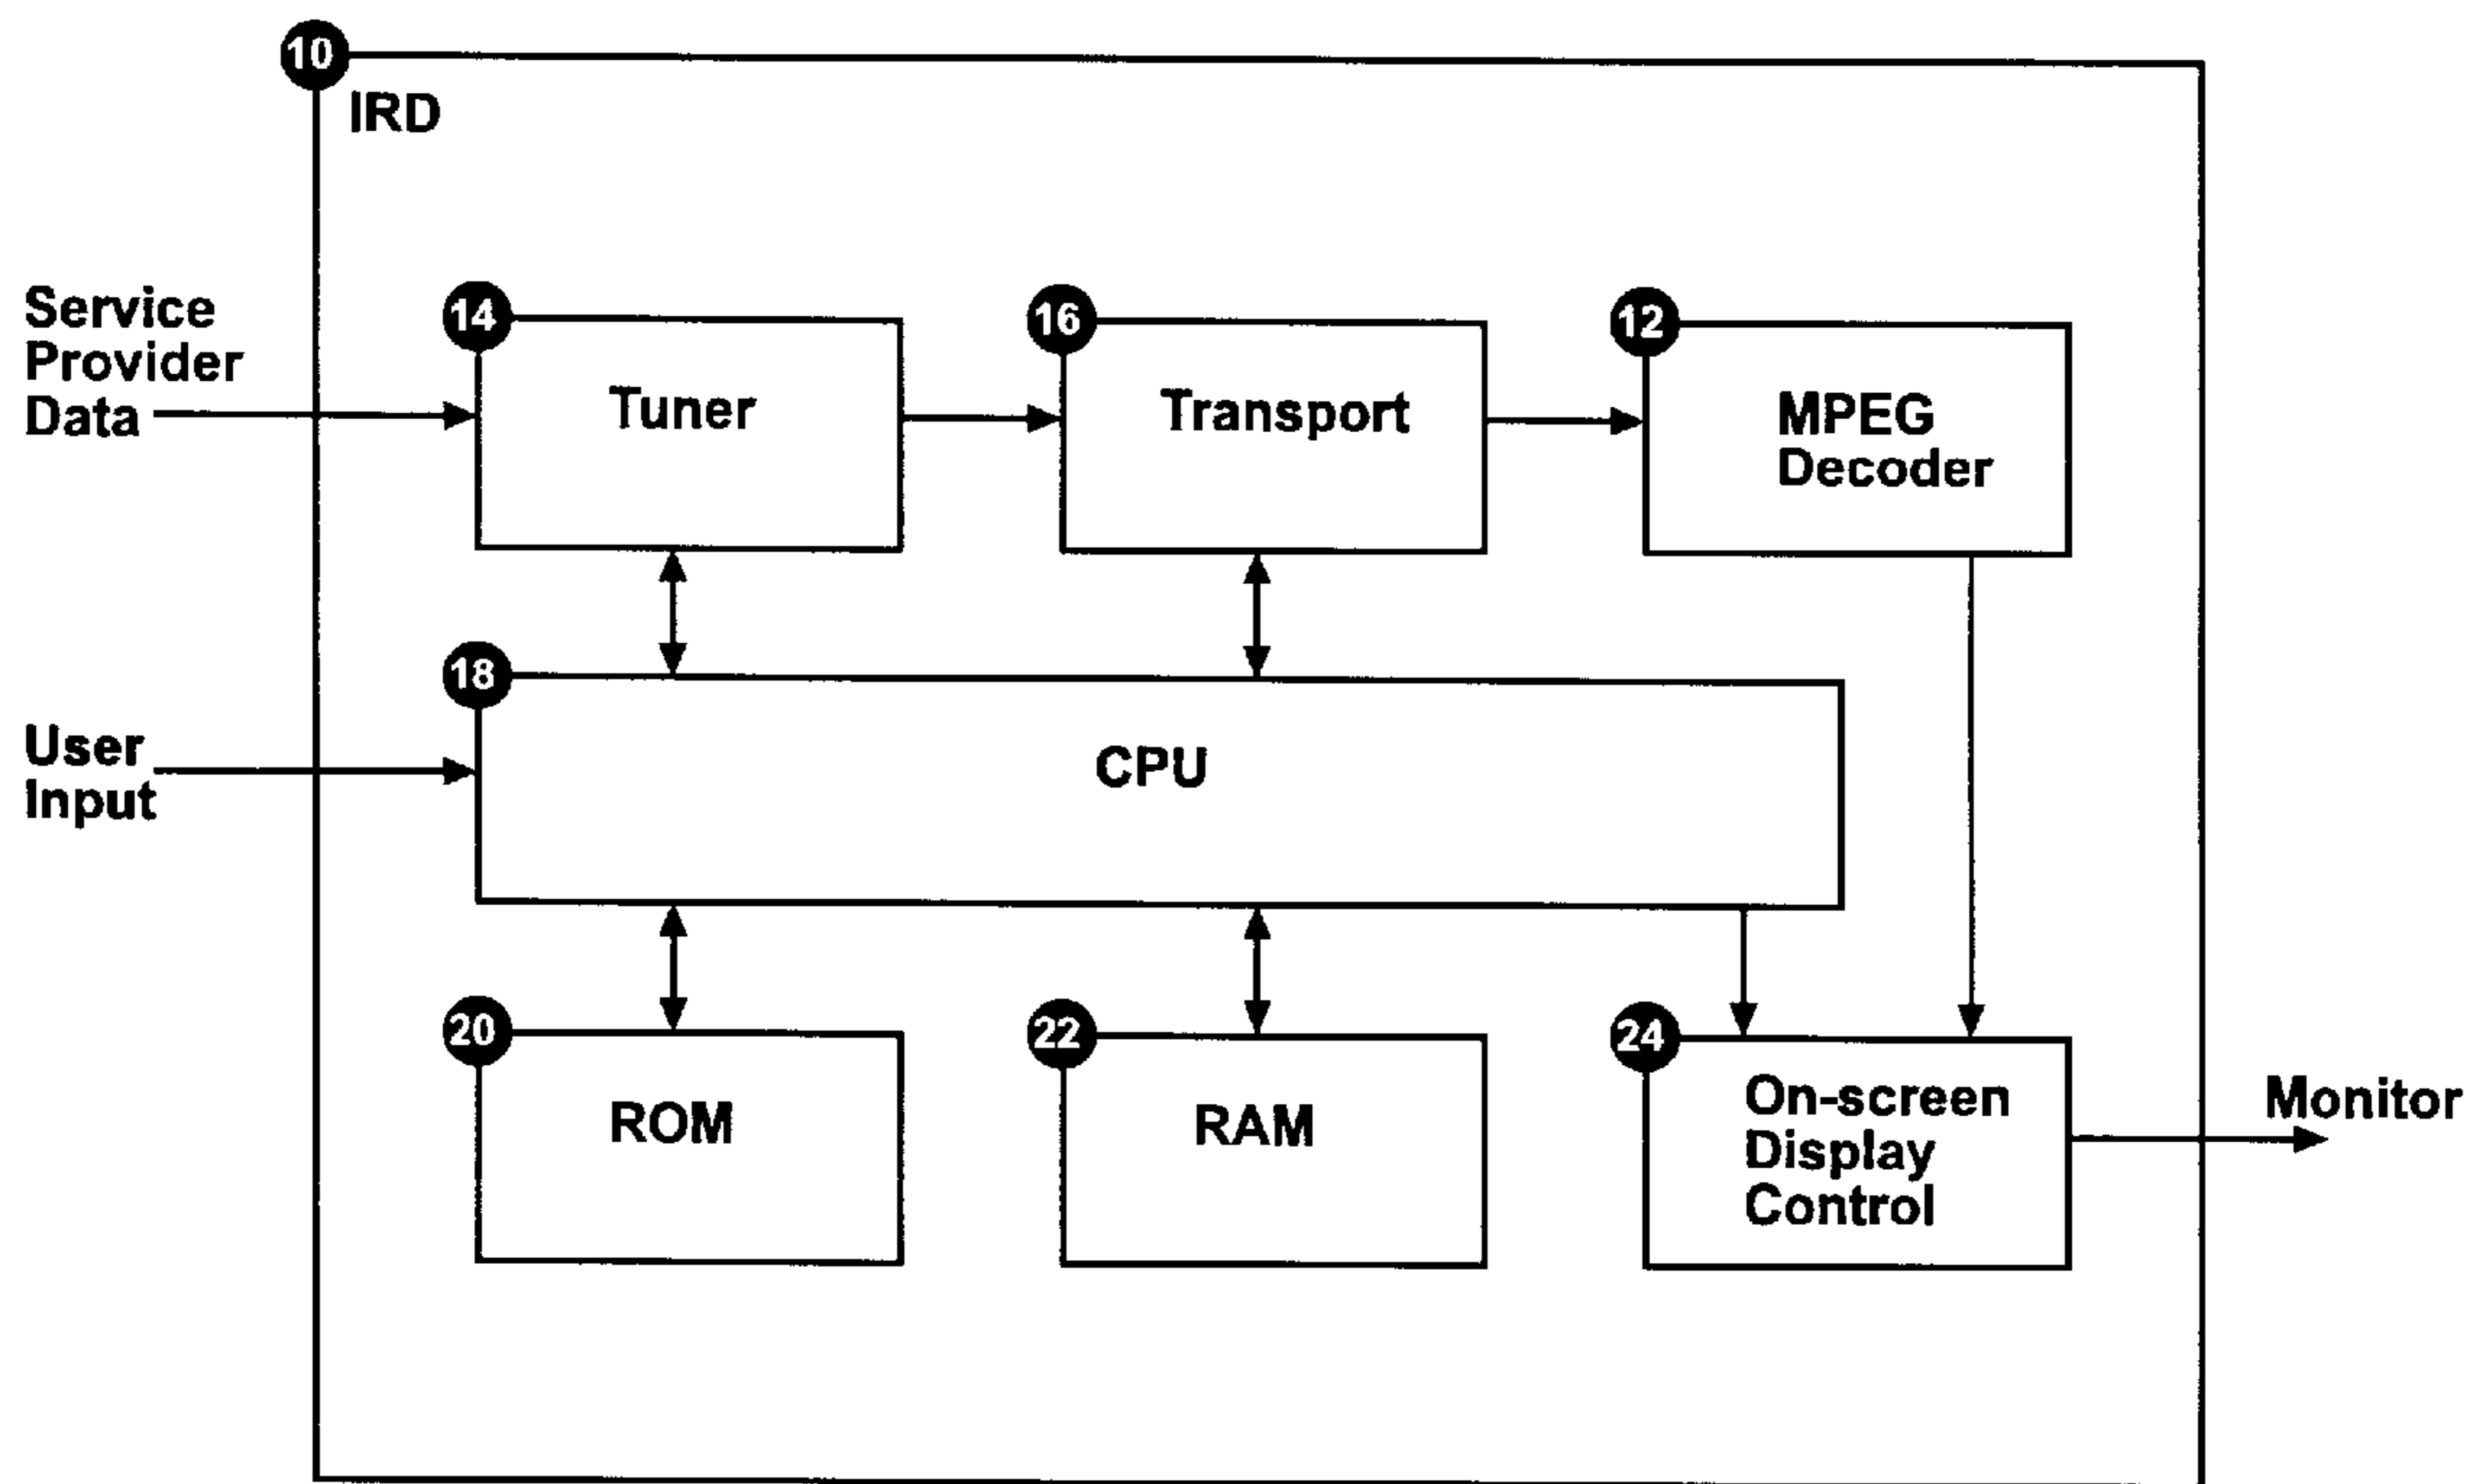 10
IRD
Service
Provider
Data
14
Tuner
16
Transport
12
MPEG
Decoder
18
CPU
User
Input
20
ROM
22
RAM
24
On-screen
Display
Control
Monitor